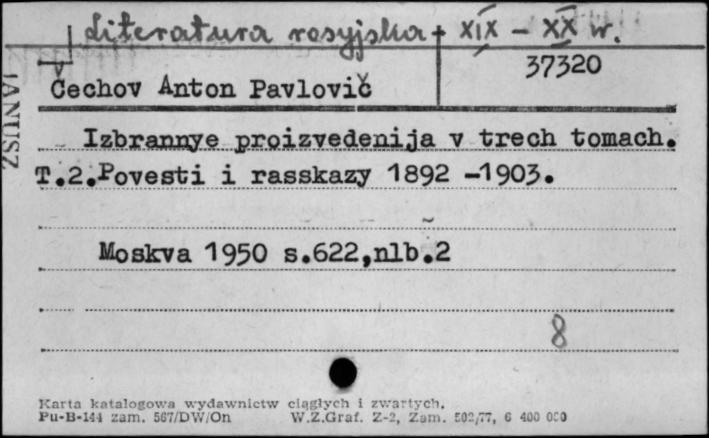 Literatura rosyjska - XIX - XX w.
37320
Čechov Anton Pavlovič
JANUSZ
Izbrannye proizvedenija v trech tomach.
T.2.Povesti i rasskazy 1892 -1903.
Moskva 1950 s.622,nlb.2
8
Karta katalogowa wydawnictw ciągłych i zwartych.
Pu-B-144 zam. 567/DW/On W.Z.Graf. Z-2, Zam. 502/77, 6 400 000